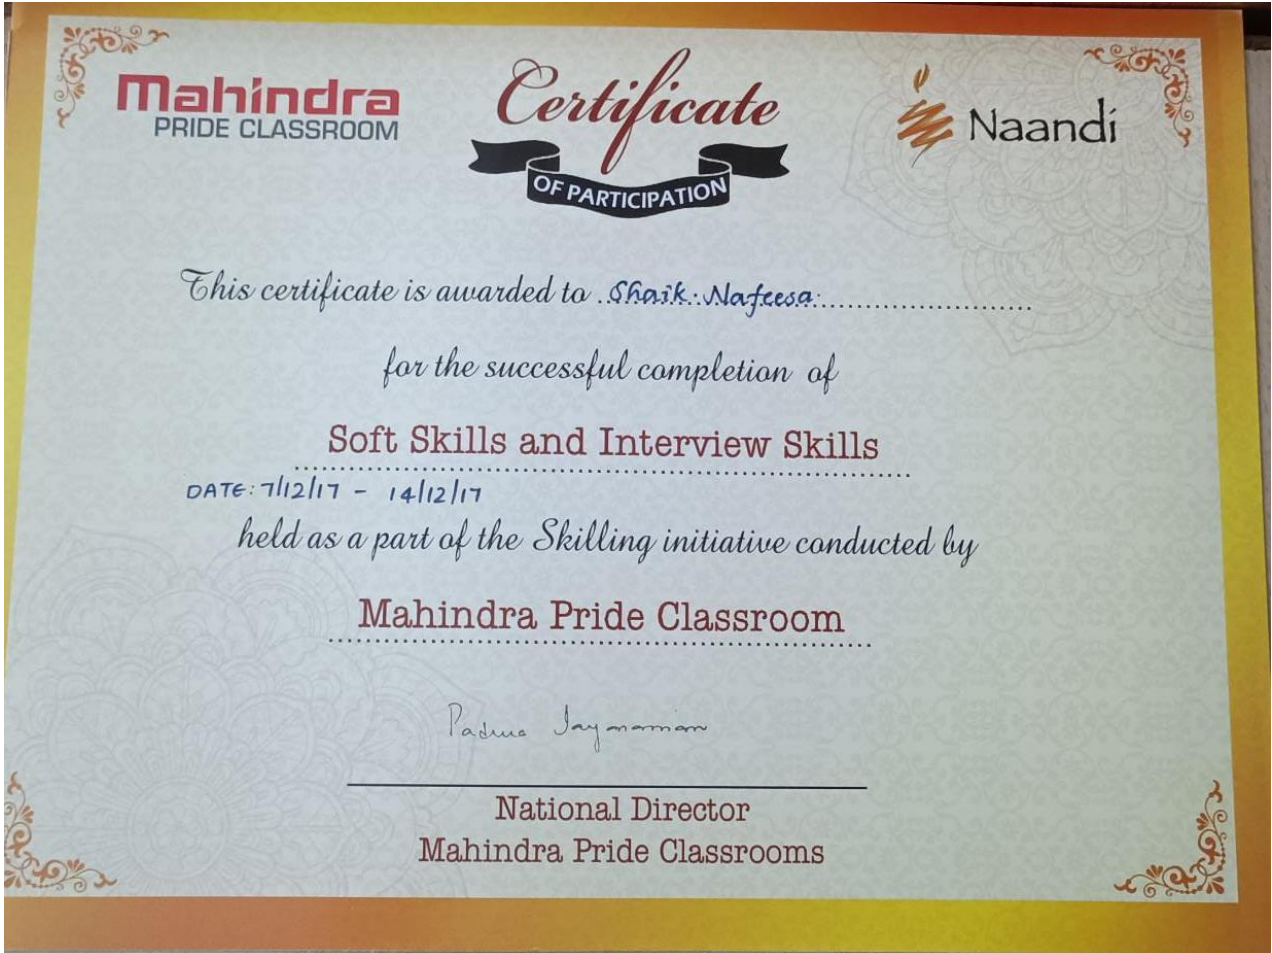 Mahindra
PRIDE CLASSROOM
Certificate
OF PARTICIPATION
Naandi
This certificate is awarded to Shaik. Nafeesa.
for the successful completion of
Soft Skills and Interview Skills
DATE: 7/12/17 - 14/12/17
held as a part of the Skilling initiative conducted by
Mahindra Pride Classroom
Padma Jayaraman
National Director
Mahindra Pride Classrooms